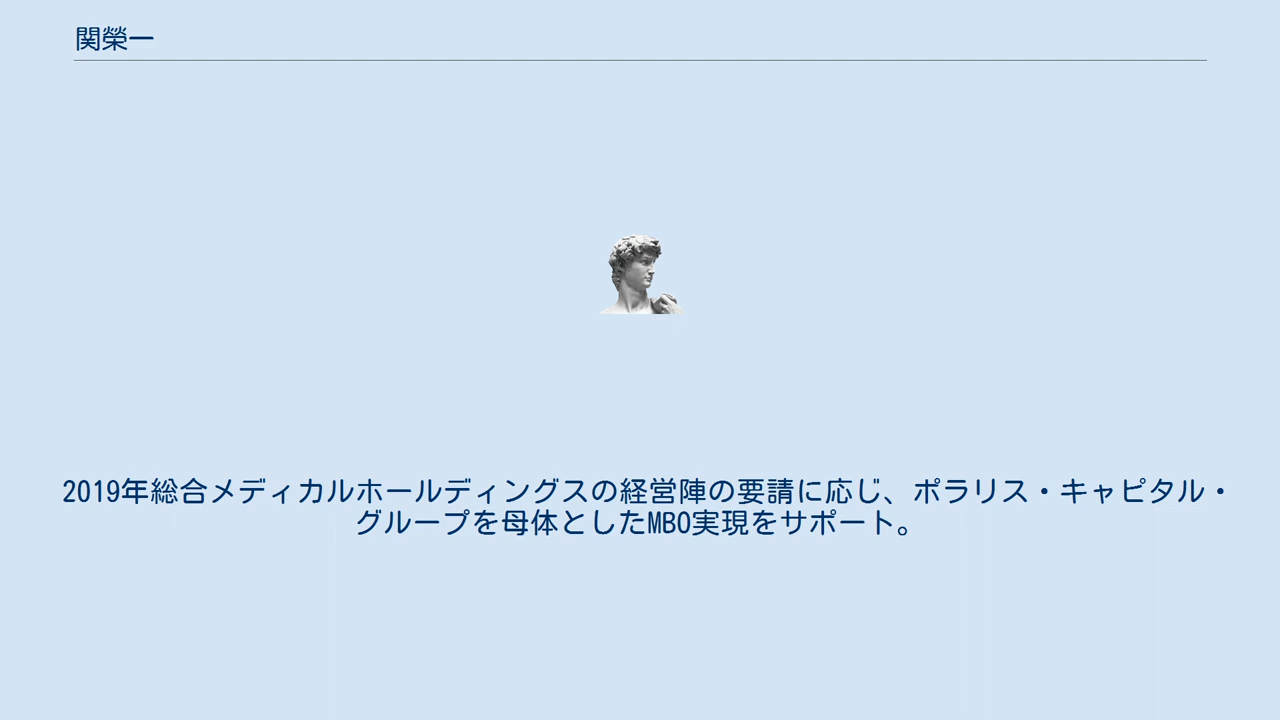 関榮一
2019年総合メディカルホールディングスの経営陣の要請に応じ、ポラリス・キャピタル・
グループを母体としたMBO実現をサポート。